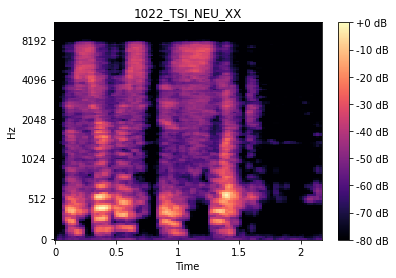 1022_TSI_NEU_XX
+0 dB
8192
-10 dB
4096
-20 dB
-30 dB
2048
Hz
-40 dB
1024
-50 dB
512
-60 dB
-70 dB
0
-80 dB
0 0.5 1 1.5 2
Time